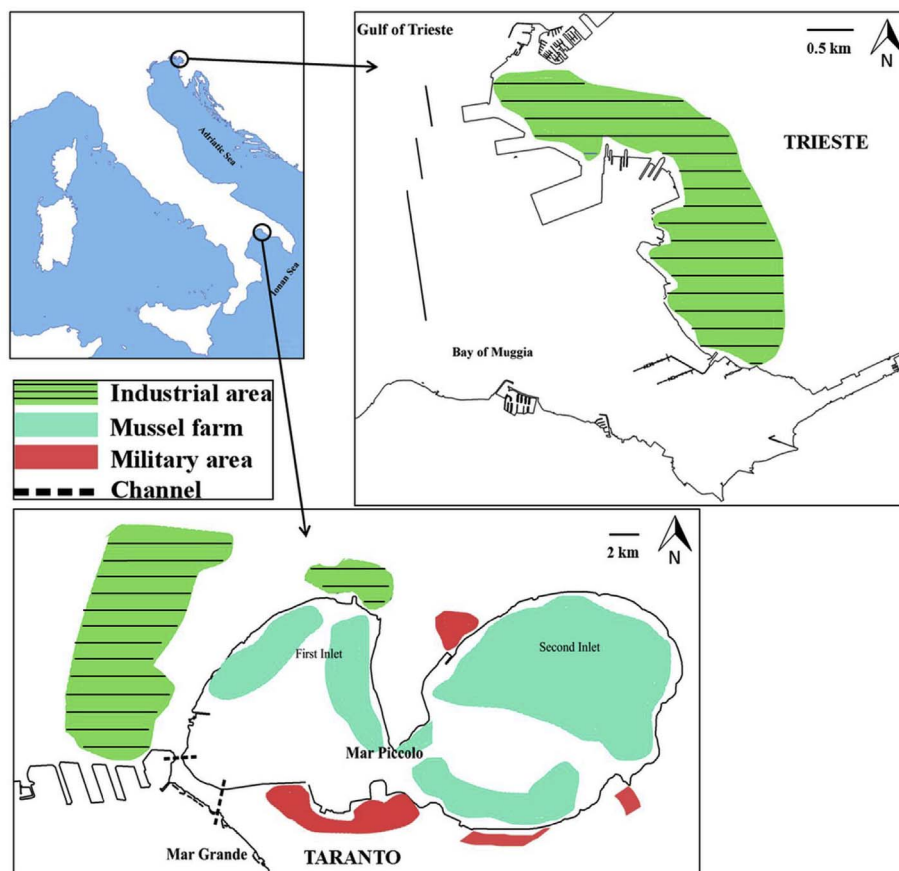 Gulf of Trieste
0.5 km
N
TRIESTE
Adriatic Sea
Ionan Sea
Bay of Muggia
Industrial area
Mussel farm
Military area
Channel
2 km
N
First Inlet
Second Inlet
Mar Piccolo
Mar Grande
TARANTO